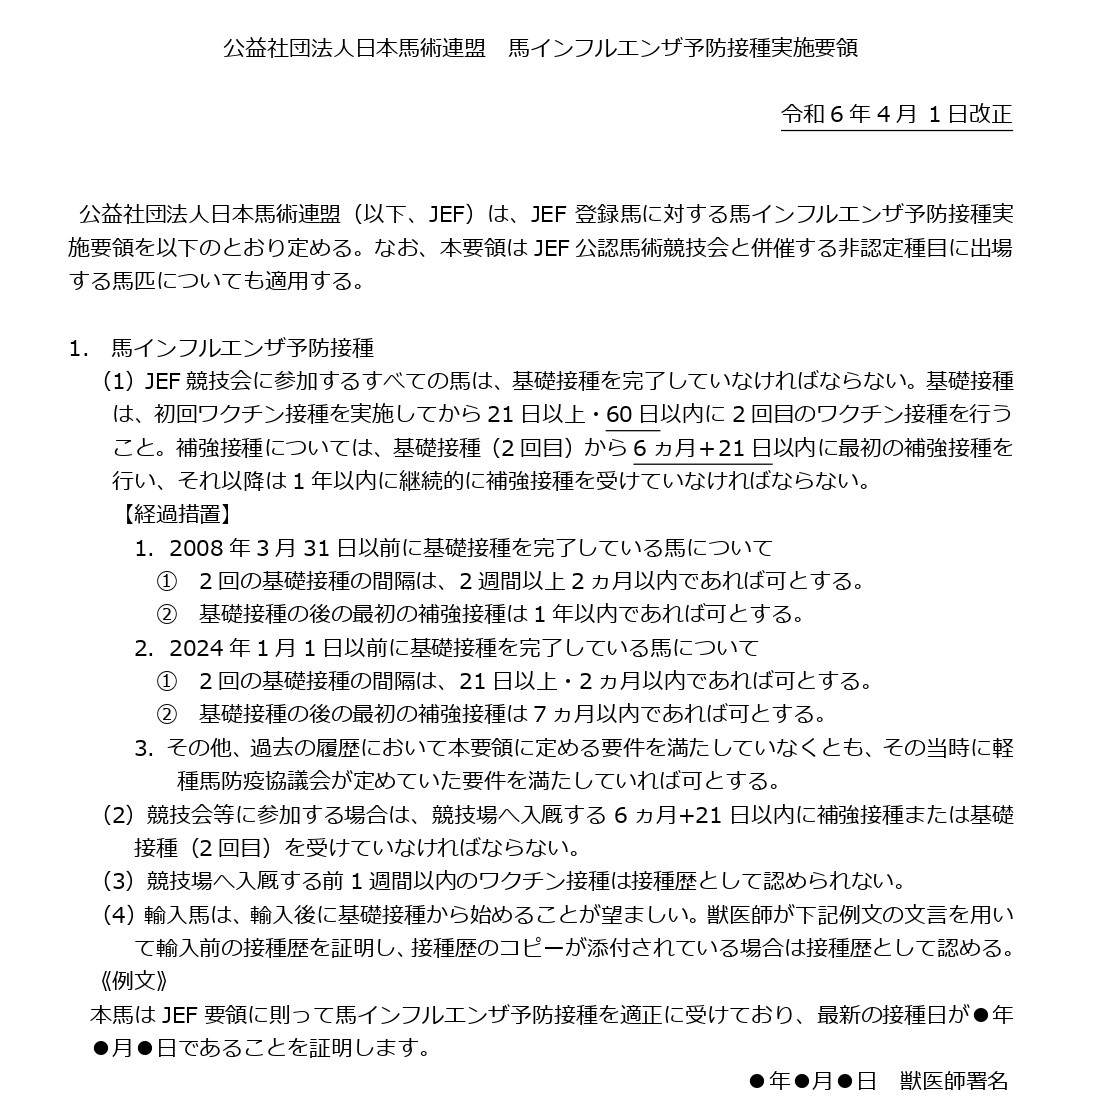 公益社団法人日本馬術連盟　馬インフルエンザ予防接種実施要領
令和6年4月1日改正
公益社団法人日本馬術連盟（以下、JEF）は、JEF 登録馬に対する馬インフルエンザ予防接種実
施要領を以下のとおり定める。なお、本要領は JEF 公認馬術競技会と併催する非認定種目に出場
する馬匹についても適用する。
1.　馬インフルエンザ予防接種
（1）JEF 競技会に参加するすべての馬は、基礎接種を完了していなければならない。基礎接種
は、初回ワクチン接種を実施してから 21 日以上・60 日以内に 2 回目のワクチン接種を行う
こと。補強接種については、基礎接種（2 回目）から 6 ヵ月＋21 日以内に最初の補強接種を
行い、それ以降は 1 年以内に継続的に補強接種を受けていなければならない。
【経過措置】
1. 2008 年 3 月 31 日以前に基礎接種を完了している馬について
①　2 回の基礎接種の間隔は、2 週間以上 2 ヵ月以内であれば可とする。
②　基礎接種の後の最初の補強接種は 1 年以内であれば可とする。
2. 2024 年 1 月 1 日以前に基礎接種を完了している馬について
①　2 回の基礎接種の間隔は、21 日以上・2 ヵ月以内であれば可とする。
②　基礎接種の後の最初の補強接種は 7 ヵ月以内であれば可とする。
3. その他、過去の履歴において本要領に定める要件を満たしていなくとも、その当時に軽
種馬防疫協議会が定めていた要件を満たしていれば可とする。
（2）競技会等に参加する場合は、競技場へ入厩する 6 ヵ月+21 日以内に補強接種または基礎
接種（2 回目）を受けていなければならない。
（3）競技場へ入厩する前 1 週間以内のワクチン接種は接種歴として認められない。
（4）輸入馬は、輸入後に基礎接種から始めることが望ましい。獣医師が下記例文の文言を用い
て輸入前の接種歴を証明し、接種歴のコピーが添付されている場合は接種歴として認める。
《例文》
本馬は JEF 要領に則って馬インフルエンザ予防接種を適正に受けており、最新の接種日が●年
●月●日であることを証明します。
●年●月●日　獣医師署名